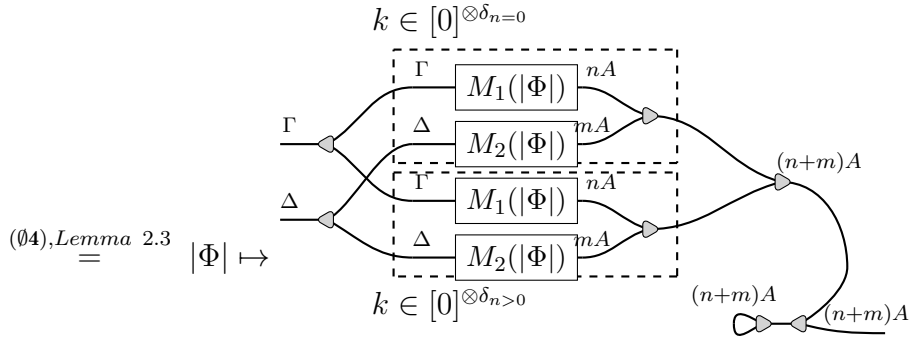 k ∈ [0]^{⊗δ_{n=0}}
Γ nA
M_1(|Φ|)
Γ
Δ mA
M_2(|Φ|)
(n+m)A
Γ nA
M_1(|Φ|)
Δ
Δ mA
M_2(|Φ|)
(∅4),Lemma 2.3
= |Φ| ↦
k ∈ [0]^{⊗δ_{n>0}}
(n+m)A (n+m)A